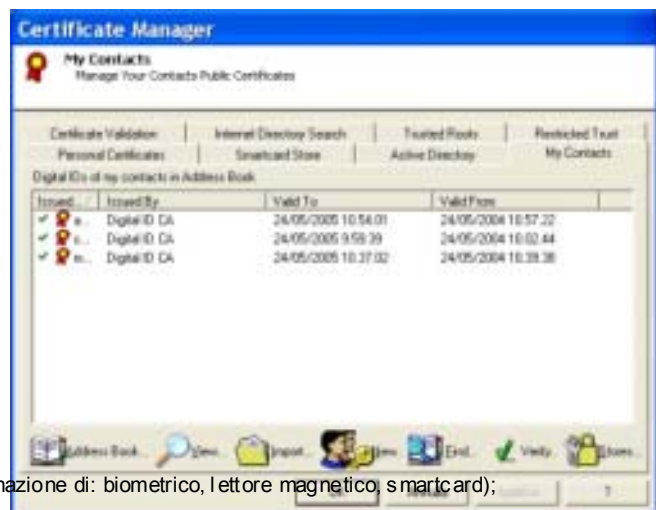 Certificate Manager
My Contacts
Manage Your Contacts Public Certificates
Certificate Validation Internet Directory Search Trusted Roots Restricted Trust
Personal Certificates Smartcard Store Active Directory My Contacts
Digital IDs of my contacts in Address Book
Issued... Issued By Valid To Valid From
Digital ID CA 24/05/2005 10.54.01 24/05/2004 18.57.22
Digital ID CA 24/05/2005 9.59.39 24/05/2004 18.02.44
Digital ID CA 24/05/2005 10.37.02 24/05/2004 18.39.38
Address Book... View... Import... New Find... Verify Stores...
nazione di: biometrico, lettore magnetico, smartcard);
?